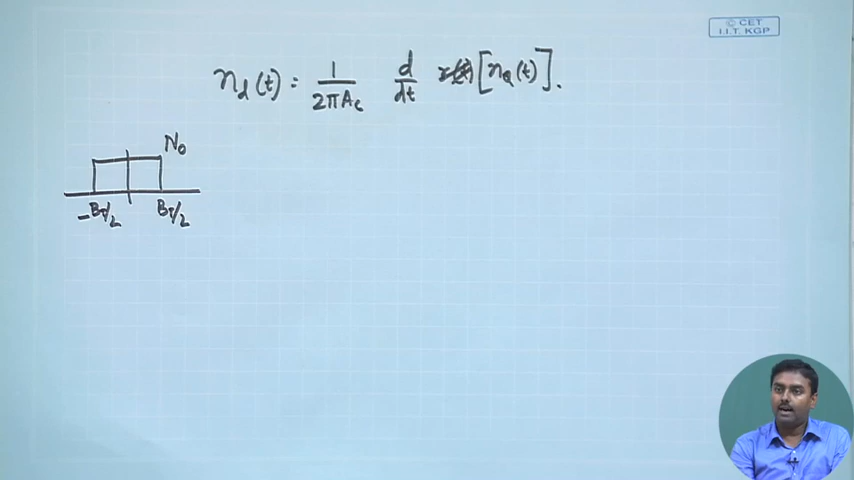 © CET
I.I.T. KGP
n_d(t) = 1/(2πA_c) d/dt [n_Q(t)].
N_0
-B_T/2 B_T/2